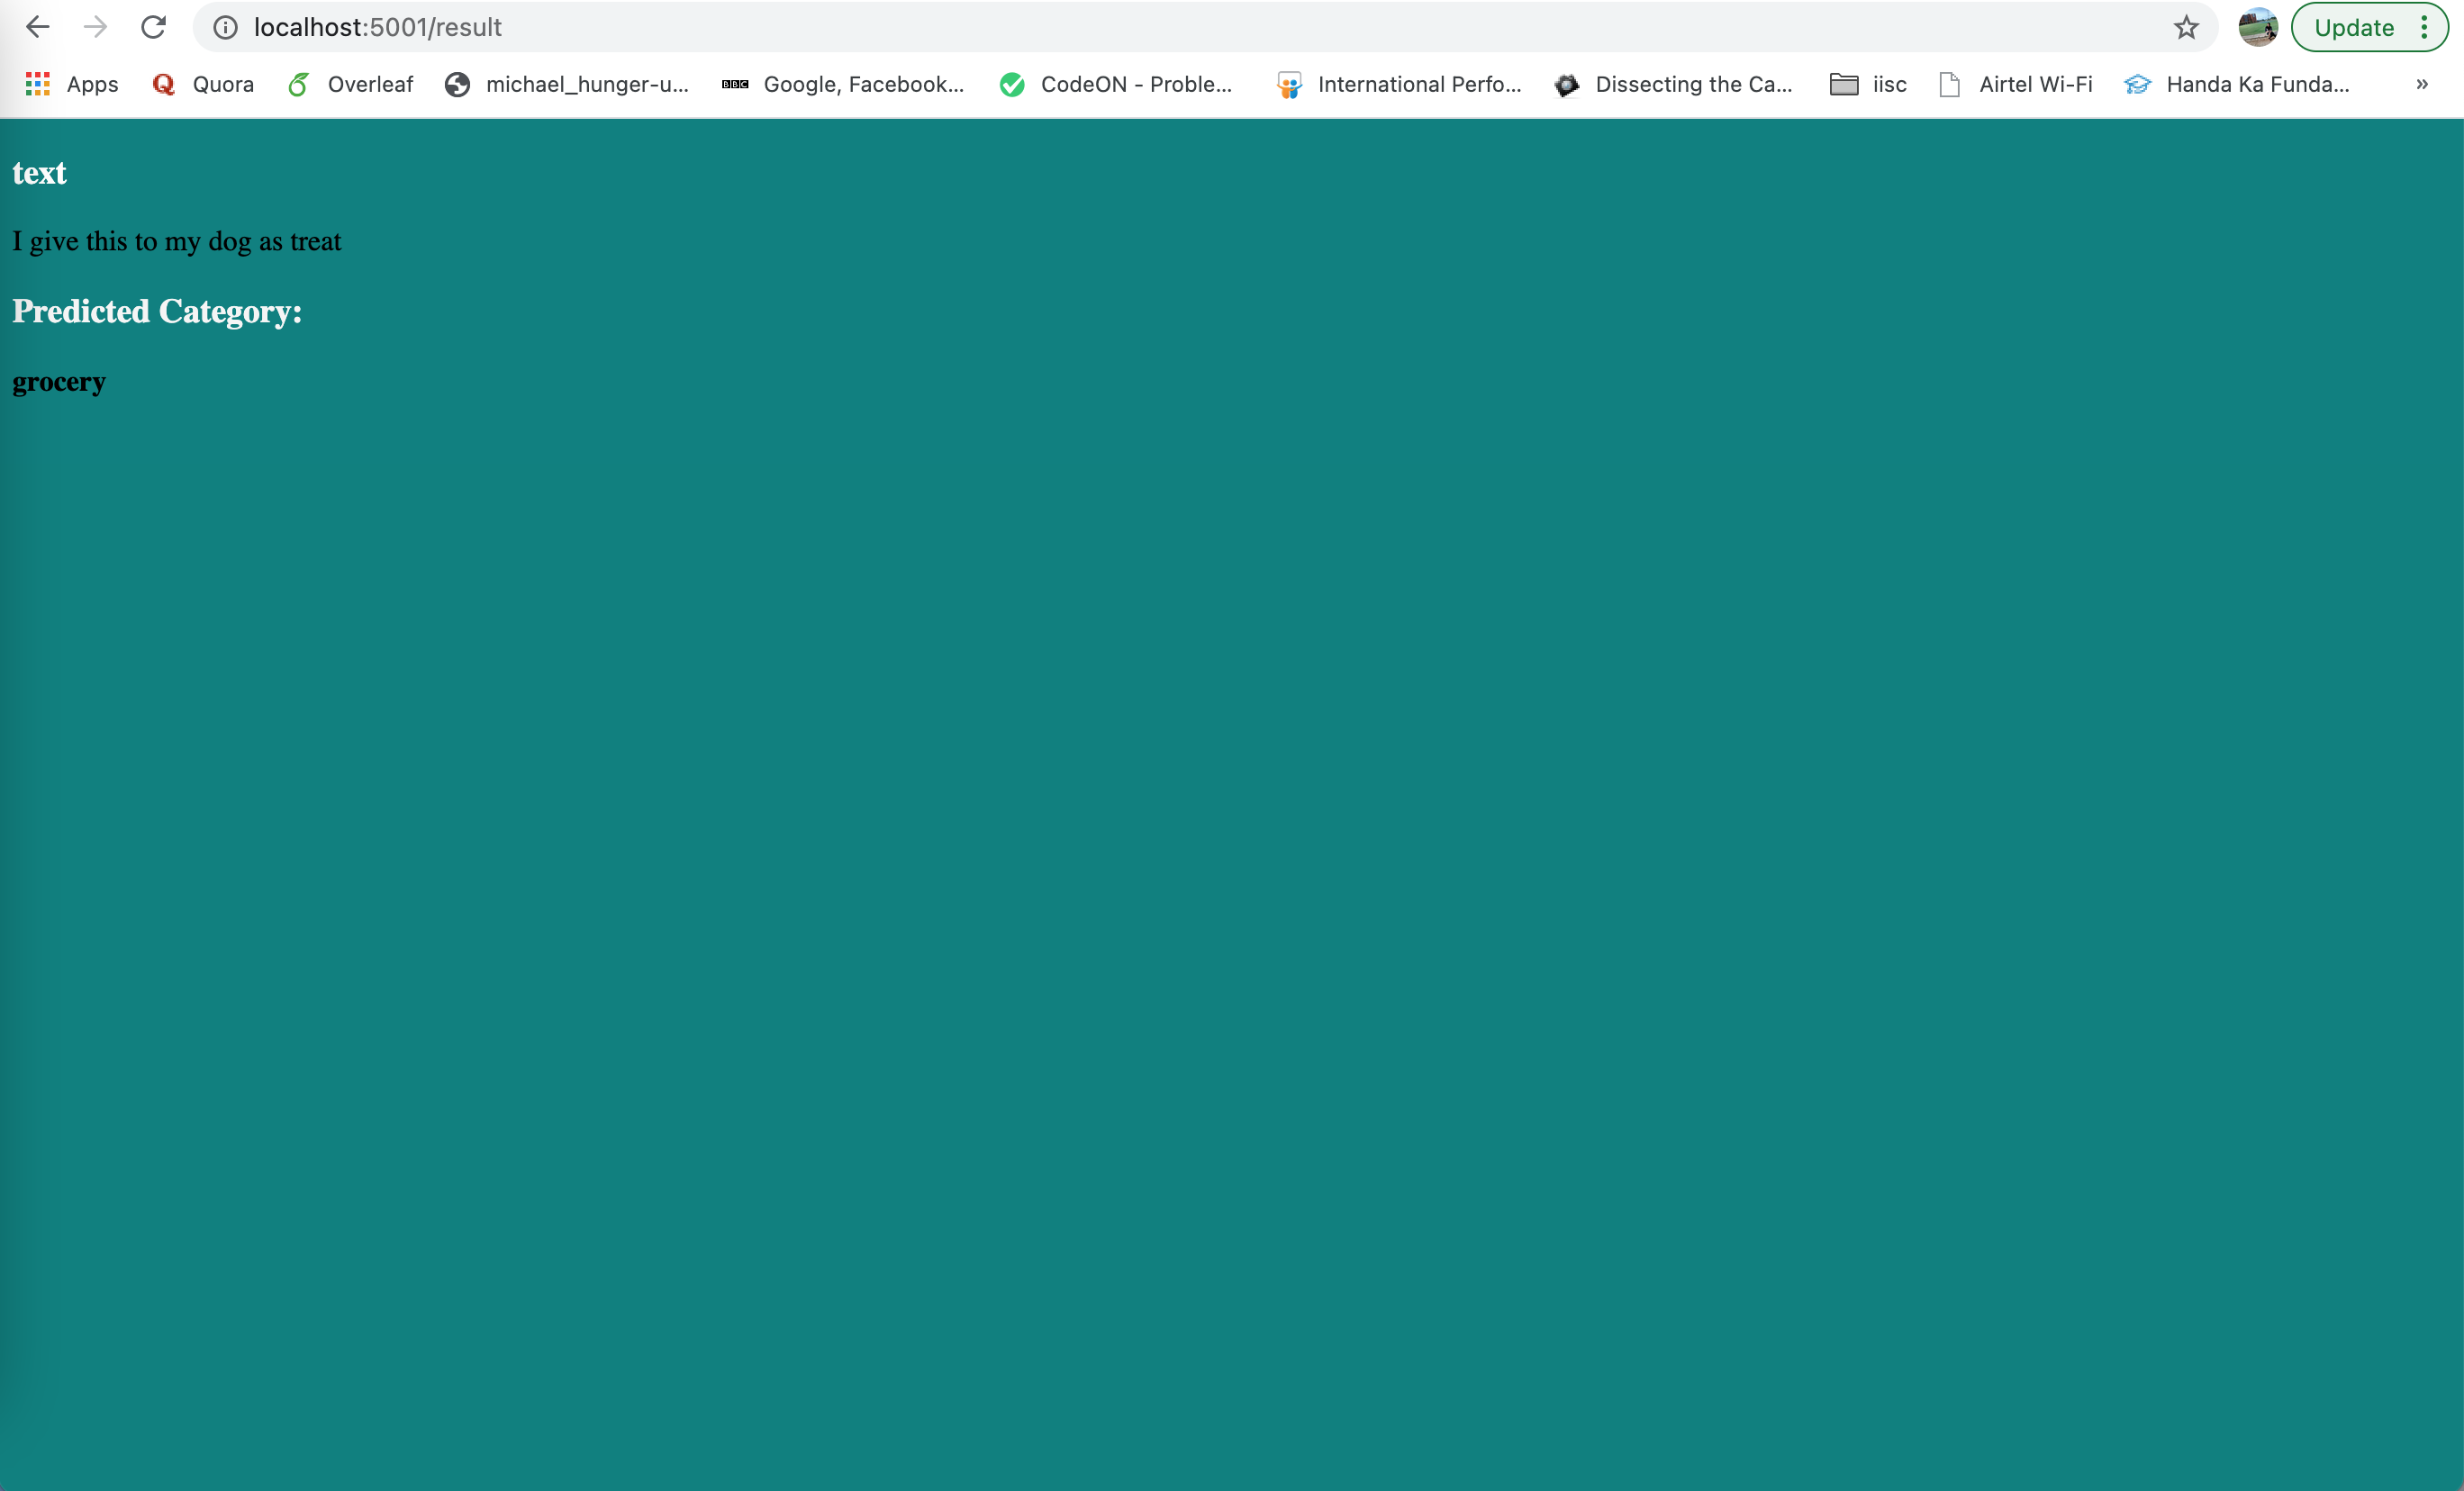 localhost:5001/result
Update
Apps Quora Overleaf michael_hunger-u... BBC Google, Facebook... CodeON - Proble... International Perfo... Dissecting the Ca... iisc Airtel Wi-Fi Handa Ka Funda... »
text
I give this to my dog as treat
Predicted Category:
grocery